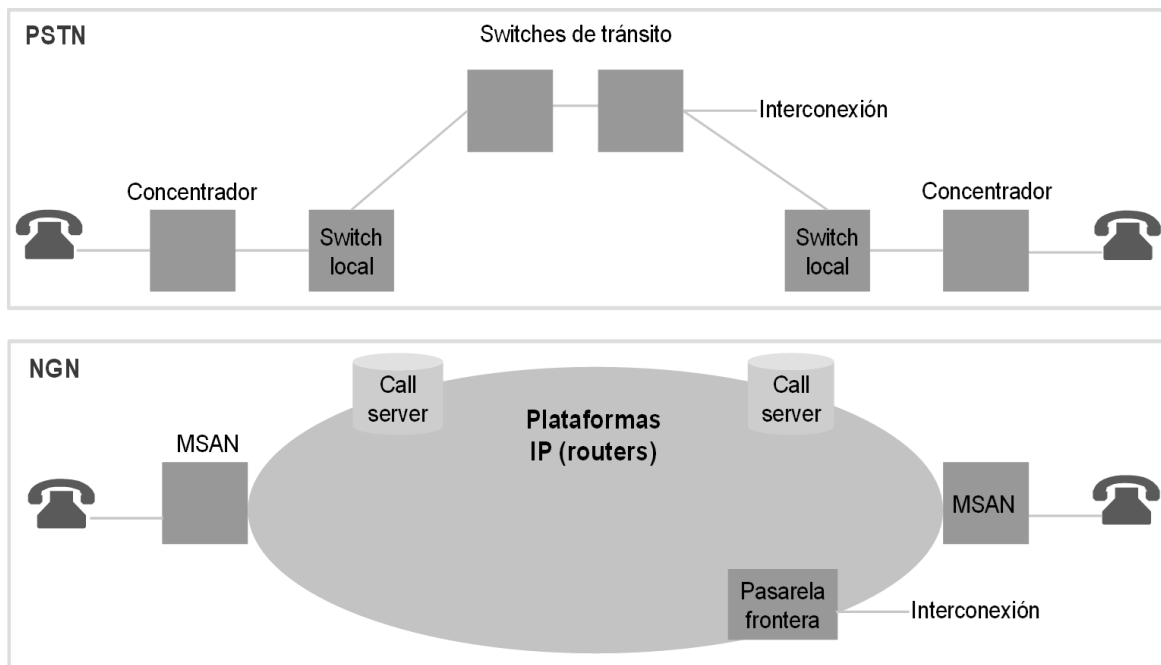 PSTN
Switches de tránsito
Interconexión
Concentrador
Concentrador
Switch
local
Switch
local
NGN
Call
server
Call
server
Plataformas
IP (routers)
MSAN
MSAN
Pasarela
frontera
Interconexión